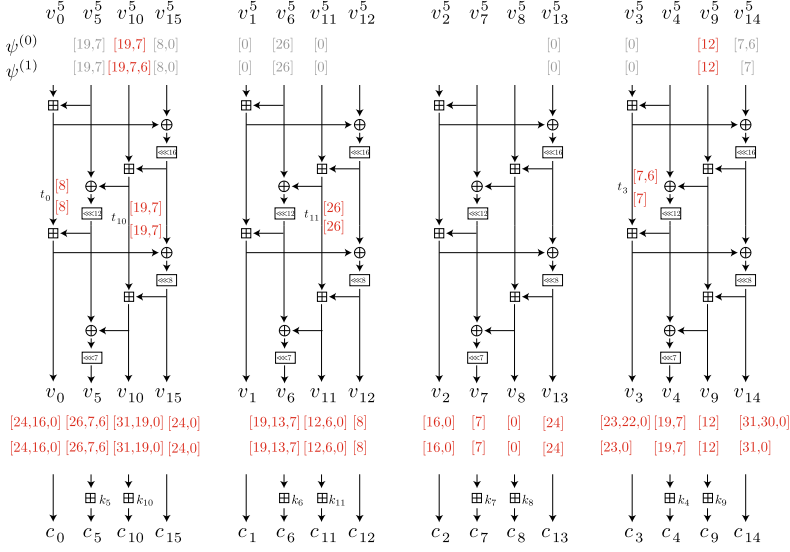 v_0^5 v_5^5 v_10^5 v_15^5 v_1^5 v_6^5 v_11^5 v_12^5 v_2^5 v_7^5 v_8^5 v_13^5 v_3^5 v_4^5 v_9^5 v_14^5
ψ^(0) [19,7] [19,7] [8,0] [0] [26] [0] [0] [0] [12] [7,6]
ψ^(1) [19,7] [19,7,6] [8,0] [0] [26] [0] [0] [0] [12] [7]
<<<16 <<<16 <<<16 <<<16
t_0 [8] [8]
t_10 [19,7] [19,7]
t_11 [26] [26]
t_3 [7,6] [7]
<<<12 <<<12 <<<12 <<<12
<<<8 <<<8 <<<8 <<<8
<<<7 <<<7 <<<7 <<<7
v_0 v_5 v_10 v_15 v_1 v_6 v_11 v_12 v_2 v_7 v_8 v_13 v_3 v_4 v_9 v_14
[24,16,0] [26,7,6] [31,19,0] [24,0] [19,13,7] [12,6,0] [8] [16,0] [7] [0] [24] [23,22,0] [19,7] [12] [31,30,0]
[24,16,0] [26,7,6] [31,19,0] [24,0] [19,13,7] [12,6,0] [8] [16,0] [7] [0] [24] [23,0] [19,7] [12] [31,0]
k_5 k_10 k_6 k_11 k_7 k_8 k_4 k_9
c_0 c_5 c_10 c_15 c_1 c_6 c_11 c_12 c_2 c_7 c_8 c_13 c_3 c_4 c_9 c_14